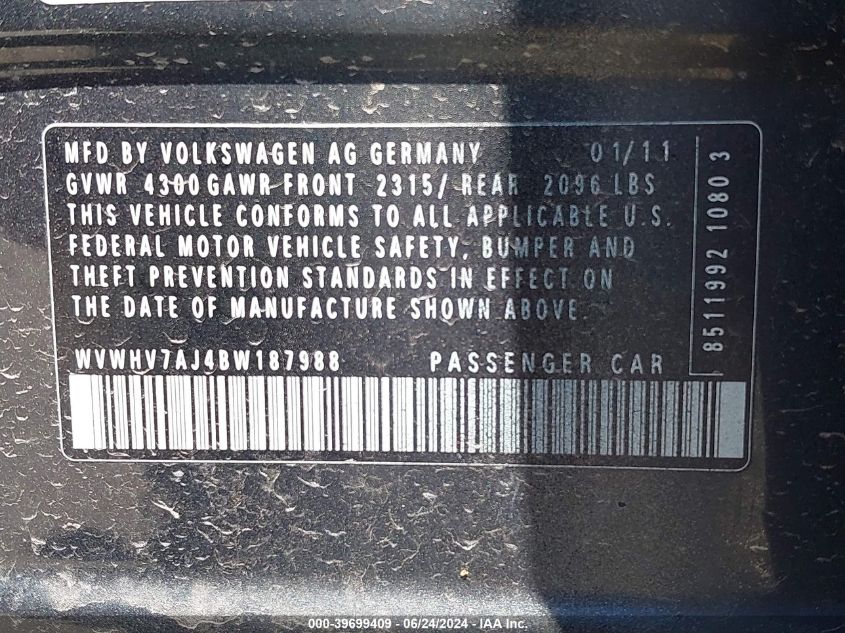 MFD BY VOLKSWAGEN AG GERMANY 01/11
GVWR 4300 GAWR FRONT 2315/ REAR 2096 LBS
THIS VEHICLE CONFORMS TO ALL APPLICABLE U.S.
FEDERAL MOTOR VEHICLE SAFETY, BUMPER AND
THEFT PREVENTION STANDARDS IN EFFECT ON
THE DATE OF MANUFACTURE SHOWN ABOVE.
WVWHV7AJ4BW187988 PASSENGER CAR
8511992 10803
000-39699409 - 06/24/2024 - IAA Inc.